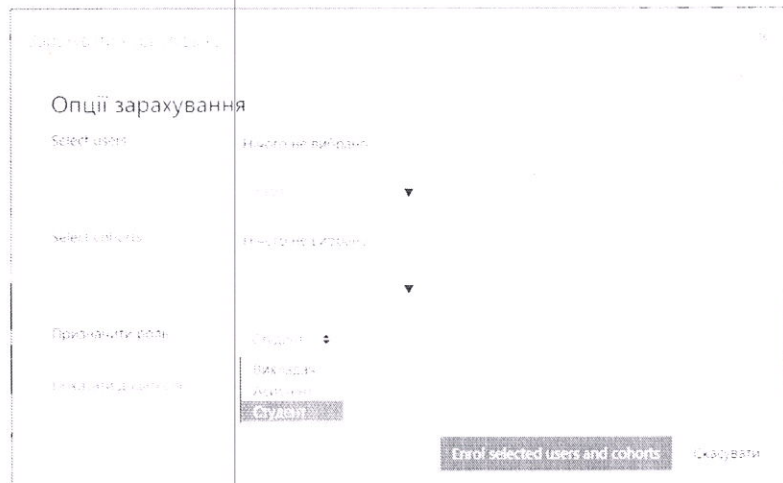 Опції зарахування
Select users
Нічого не вибрано
Select cohorts
Нічого не вибрано
Призначити роль
Студент
Викладач
Асистент
Студент
Enrol selected users and cohorts
Скасувати